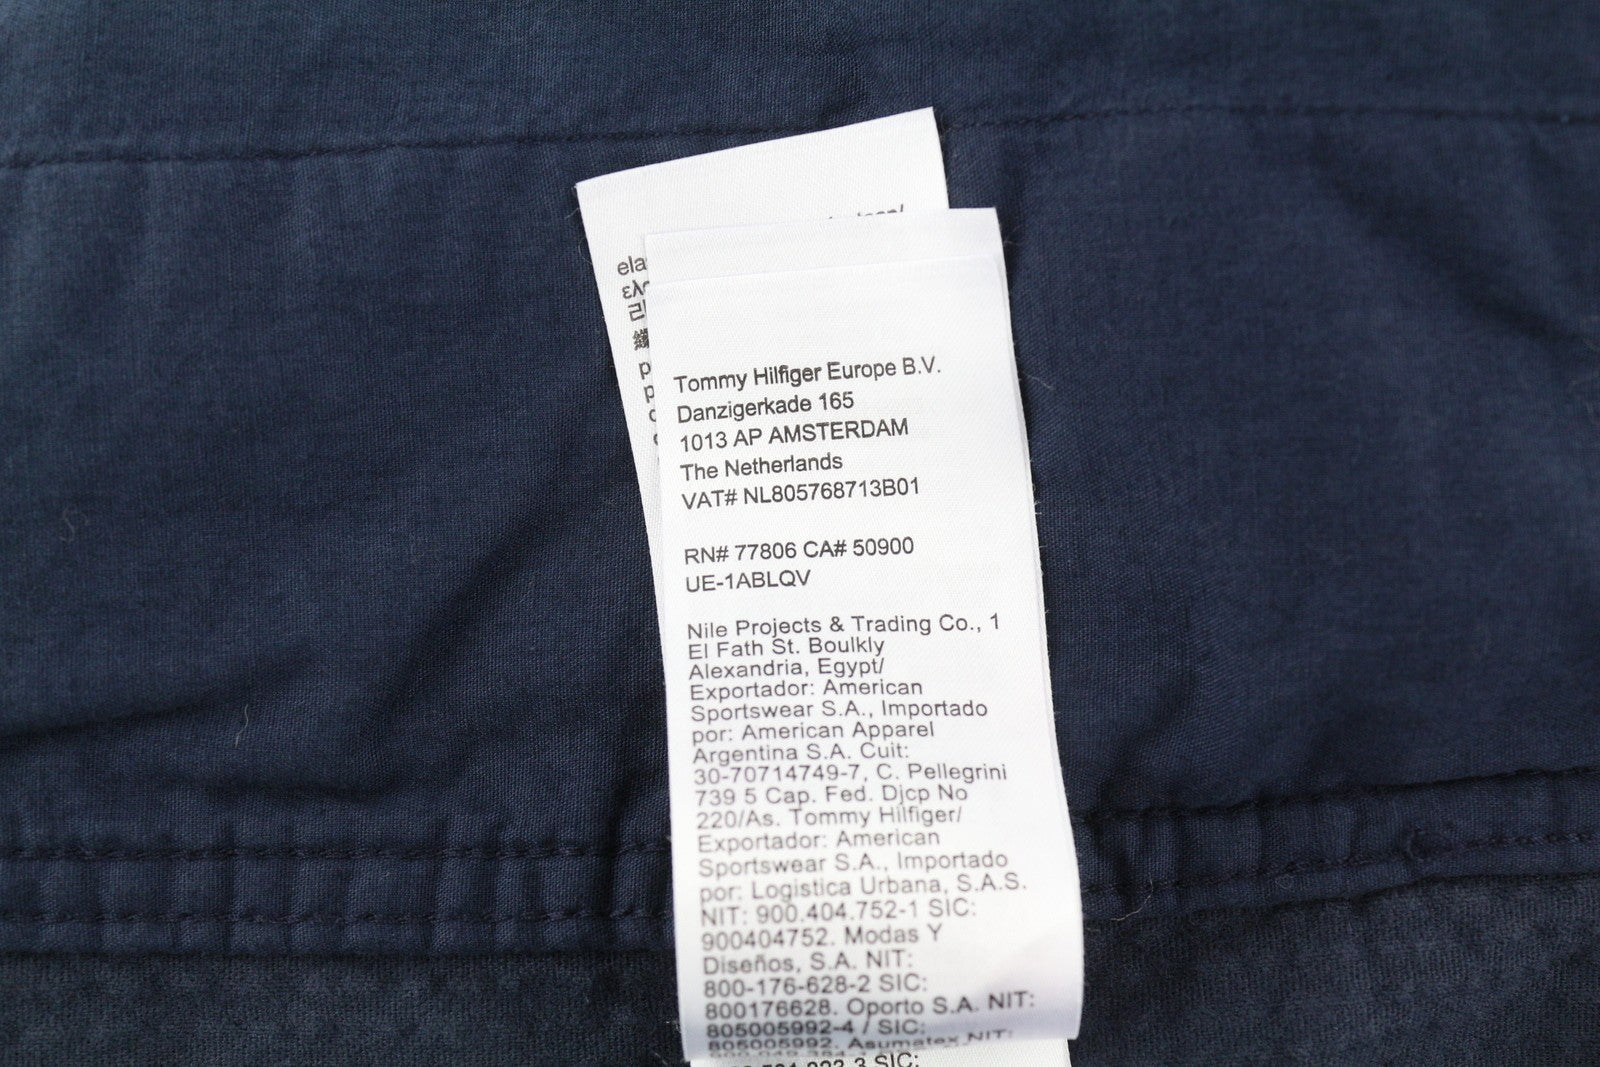 Tommy Hilfiger Europe B.V.
Danzigerkade 165
1013 AP AMSTERDAM
The Netherlands
VAT# NL805768713B01
RN# 77806 CA# 50900
UE-1ABLQV
Nile Projects & Trading Co., 1
El Fath St. Boulkly
Alexandria, Egypt/
Exportador: American
Sportswear S.A., Importado
por: American Apparel
Argentina S.A. Cuit:
30-70714749-7, C. Pellegrini
739 5 Cap. Fed. Djcp No
220/As. Tommy Hilfiger/
Exportador: American
Sportswear S.A., Importado
por: Logistica Urbana, S.A.S.
NIT: 900.404.752-1 SIC:
900404752. Modas Y
Diseños, S.A. NIT:
800-176-628-2 SIC:
800176628. Oporto S.A. NIT:
805005992-4 / SIC:
805005992. Asumatex NIT:
SIC: